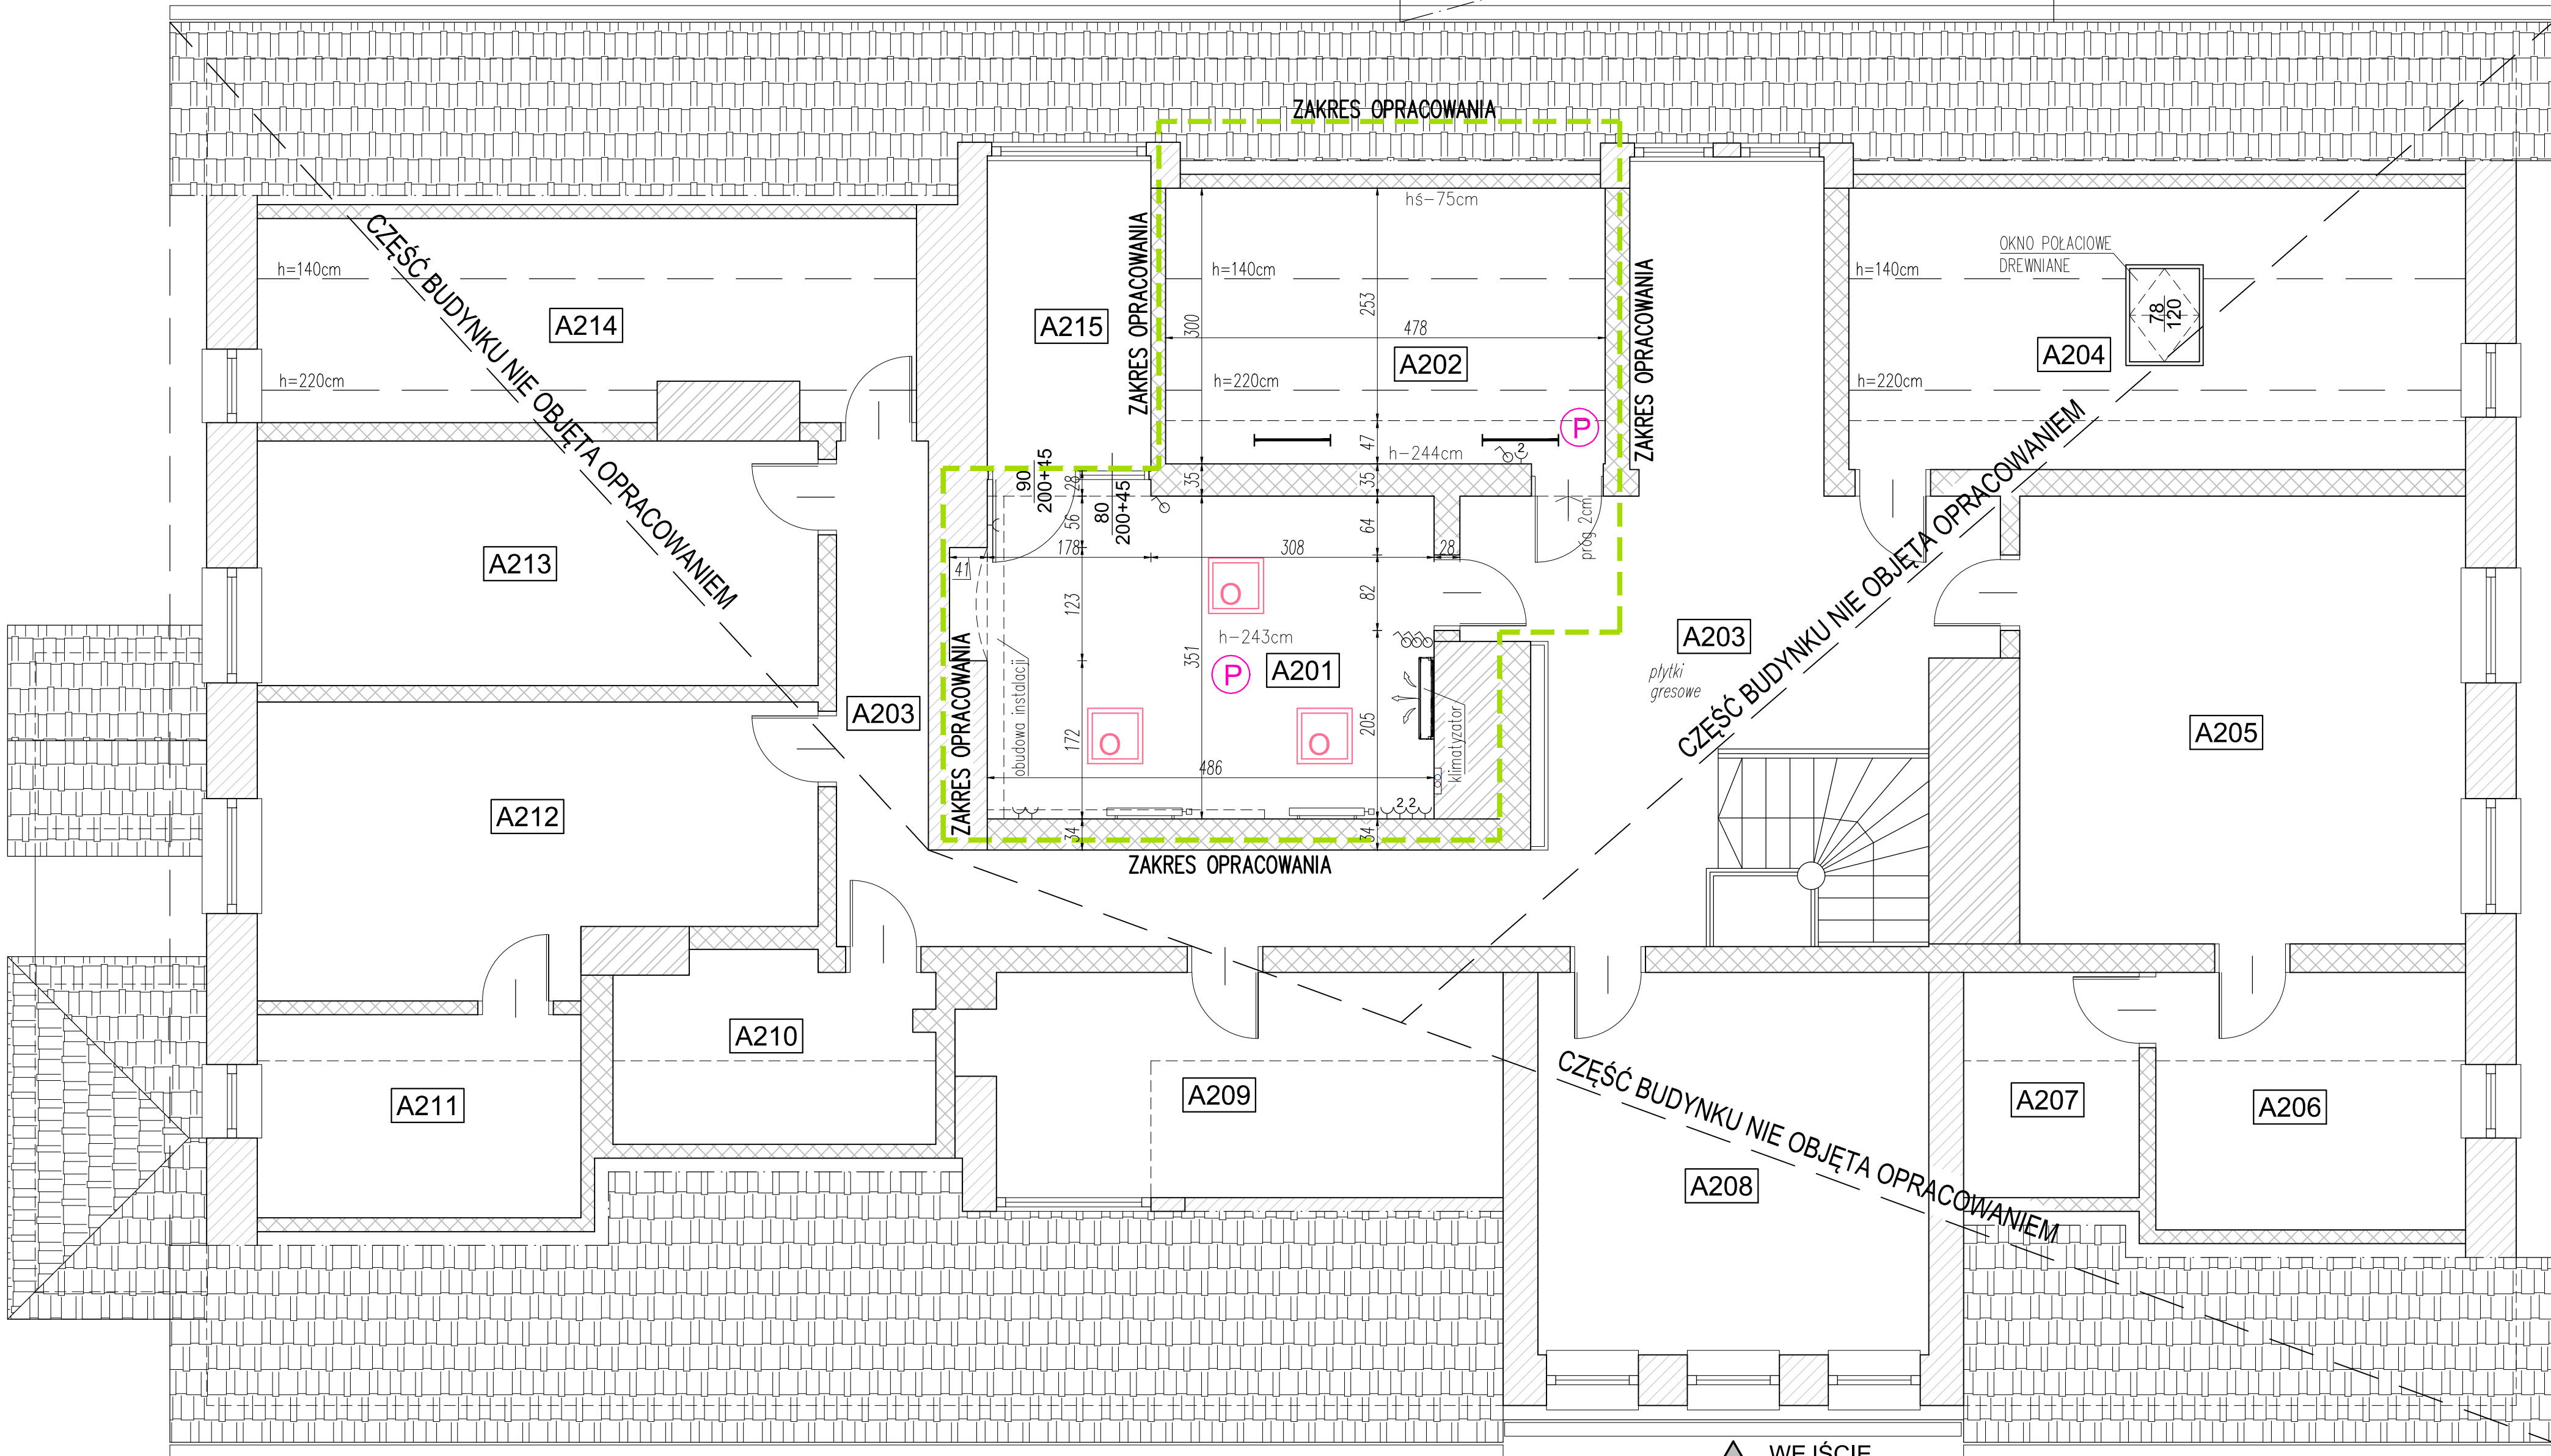 ZAKRES OPRACOWANIA
ZAKRES OPRACOWANIA
ZAKRES OPRACOWANIA
ZAKRES OPRACOWANIA
ZAKRES OPRACOWANIA
CZĘŚĆ BUDYNKU NIE OBJĘTA OPRACOWANIEM
CZĘŚĆ BUDYNKU NIE OBJĘTA OPRACOWANIEM
CZĘŚĆ BUDYNKU NIE OBJĘTA OPRACOWANIEM
h=140cm
h=220cm
A214
A215
hś-75cm
h=140cm
300
253
478
A202
h=220cm
P
47
h-244cm
2
35
35
OKNO POŁACIOWE
DREWNIANE
h=140cm
78
120
A204
h=220cm
90
200+45
28
80
200+45
56
178
308
28
64
próg 2cm
41
123
82
O
h-243cm
351
P
A201
obudowa instalacji
klimatyzator
172
205
O
O
486
2
2
34
34
A213
A203
A212
A203
płytki
gresowe
A205
A210
A211
A209
A208
A207
A206
WEJŚCIE